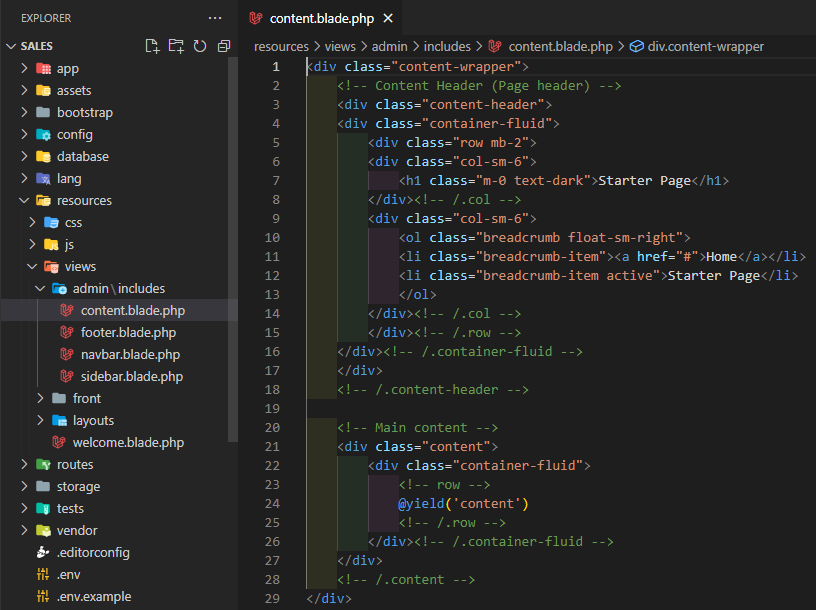 EXPLORER
SALES
app
assets
bootstrap
config
database
lang
resources
css
js
views
admin\includes
content.blade.php
footer.blade.php
navbar.blade.php
sidebar.blade.php
front
layouts
welcome.blade.php
routes
storage
tests
vendor
.editorconfig
.env
.env.example
content.blade.php
resources > views > admin > includes > content.blade.php > div.content-wrapper
1 <div class="content-wrapper">
2 <!-- Content Header (Page header) -->
3 <div class="content-header">
4 <div class="container-fluid">
5 <div class="row mb-2">
6 <div class="col-sm-6">
7 <h1 class="m-0 text-dark">Starter Page</h1>
8 </div><!-- /.col -->
9 <div class="col-sm-6">
10 <ol class="breadcrumb float-sm-right">
11 <li class="breadcrumb-item"><a href="#">Home</a></li>
12 <li class="breadcrumb-item active">Starter Page</li>
13 </ol>
14 </div><!-- /.col -->
15 </div><!-- /.row -->
16 </div><!-- /.container-fluid -->
17 </div>
18 <!-- /.content-header -->
19
20 <!-- Main content -->
21 <div class="content">
22 <div class="container-fluid">
23 <!-- row -->
24 @yield('content')
25 <!-- /.row -->
26 </div><!-- /.container-fluid -->
27 </div>
28 <!-- /.content -->
29 </div>